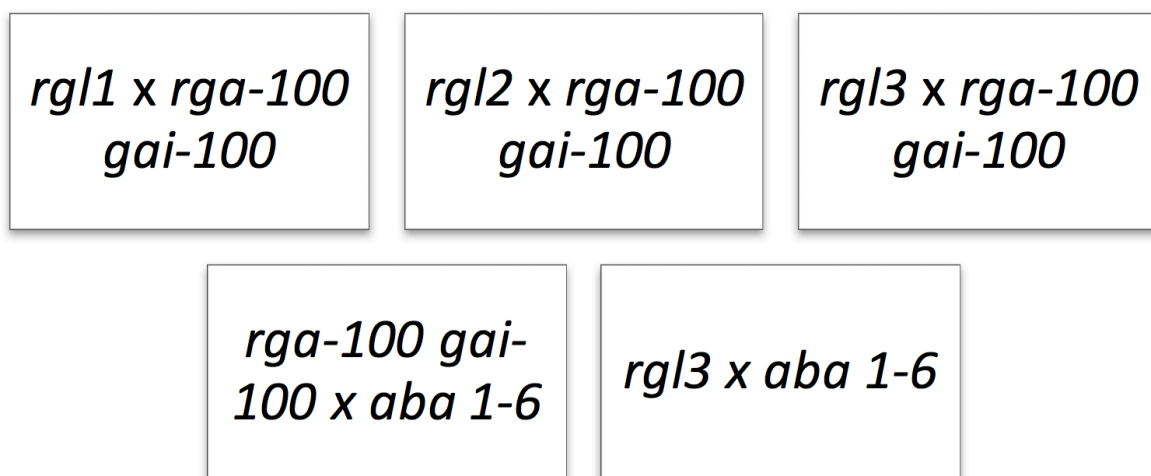 rgl1 x rga-100
gai-100
rgl2 x rga-100
gai-100
rgl3 x rga-100
gai-100
rga-100 gai-
100 x aba 1-6
rgl3 x aba 1-6